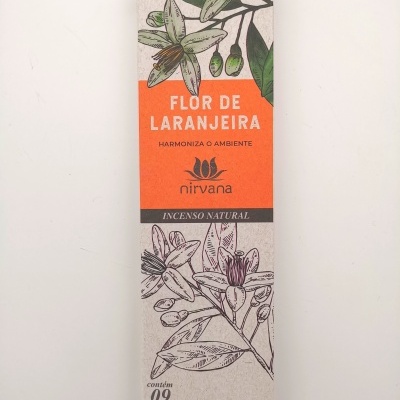 FLOR DE
LARANJEIRA
HARMONIZA O AMBIENTE
nirvana
INCENSO NATURAL
contém
09